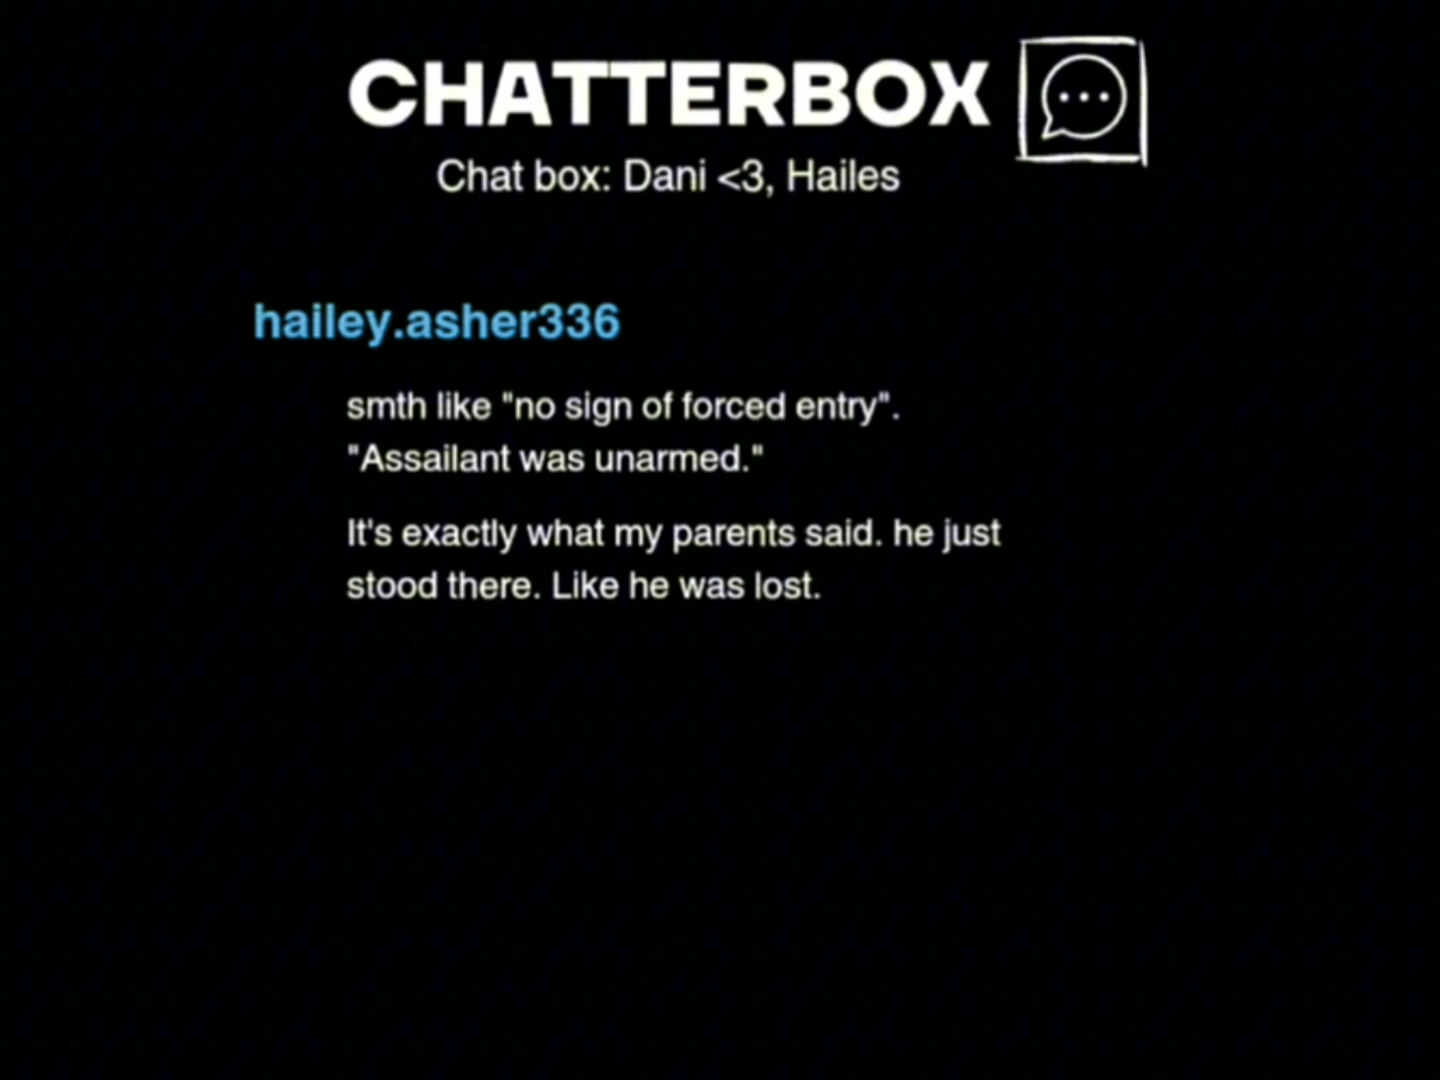 CHATTERBOX
Chat box: Dani <3, Hailes
hailey.asher336
smth like "no sign of forced entry".
"Assailant was unarmed."
It's exactly what my parents said. he just
stood there. Like he was lost.